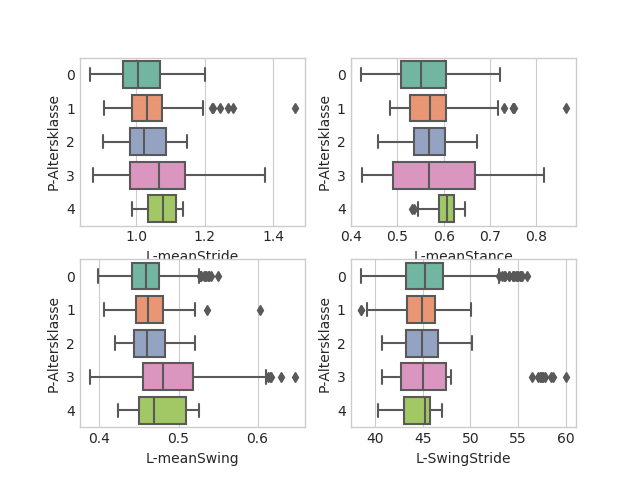 P-Altersklasse
0
1
2
3
4
1.0 1.2 1.4
L-meanStride
P-Altersklasse
0
1
2
3
4
0.4 0.5 0.6 0.7 0.8
L-meanStance
P-Altersklasse
0
1
2
3
4
0.4 0.5 0.6
L-meanSwing
P-Altersklasse
0
1
2
3
4
40 45 50 55 60
L-SwingStride